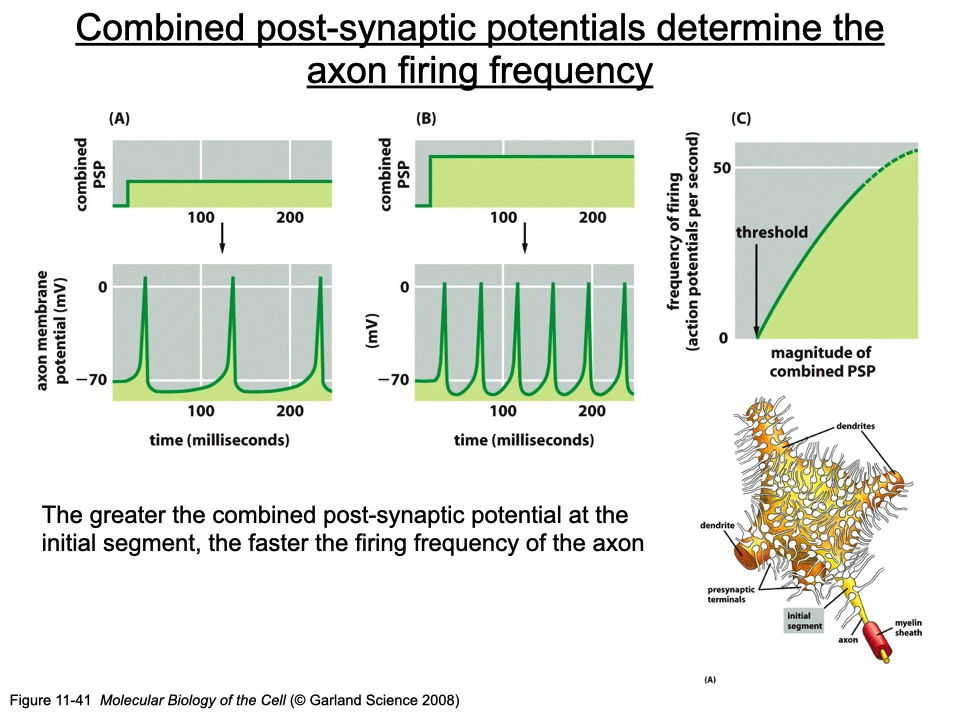 Combined post-synaptic potentials determine the
axon firing frequency
(A)
combined
PSP
100 200
axon membrane
potential (mV)
0
−70
100 200
time (milliseconds)
(B)
combined
PSP
100 200
(mV)
0
−70
100 200
time (milliseconds)
(C)
frequency of firing
(action potentials per second)
50
threshold
0
magnitude of
combined PSP
dendrites
dendrite
presynaptic
terminals
initial
segment
axon
myelin
sheath
(A)
The greater the combined post-synaptic potential at the
initial segment, the faster the firing frequency of the axon
Figure 11-41 Molecular Biology of the Cell (© Garland Science 2008)